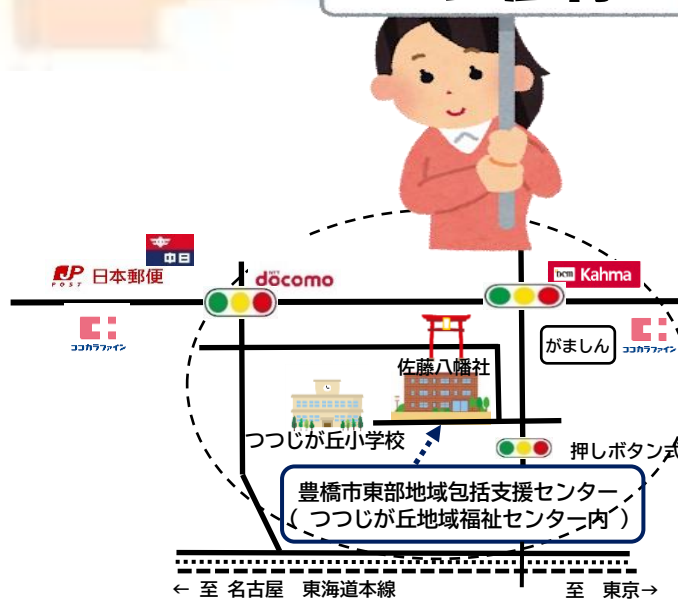 中日
JP POST 日本郵便
NTT docomo
DCM Kahma
ココカラファイン
がましん
ココカラファイン
佐藤八幡社
つつじが丘小学校
押しボタン式
豊橋市東部地域包括支援センター
( つつじが丘地域福祉センター内 )
← 至 名古屋 東海道本線 至 東京→